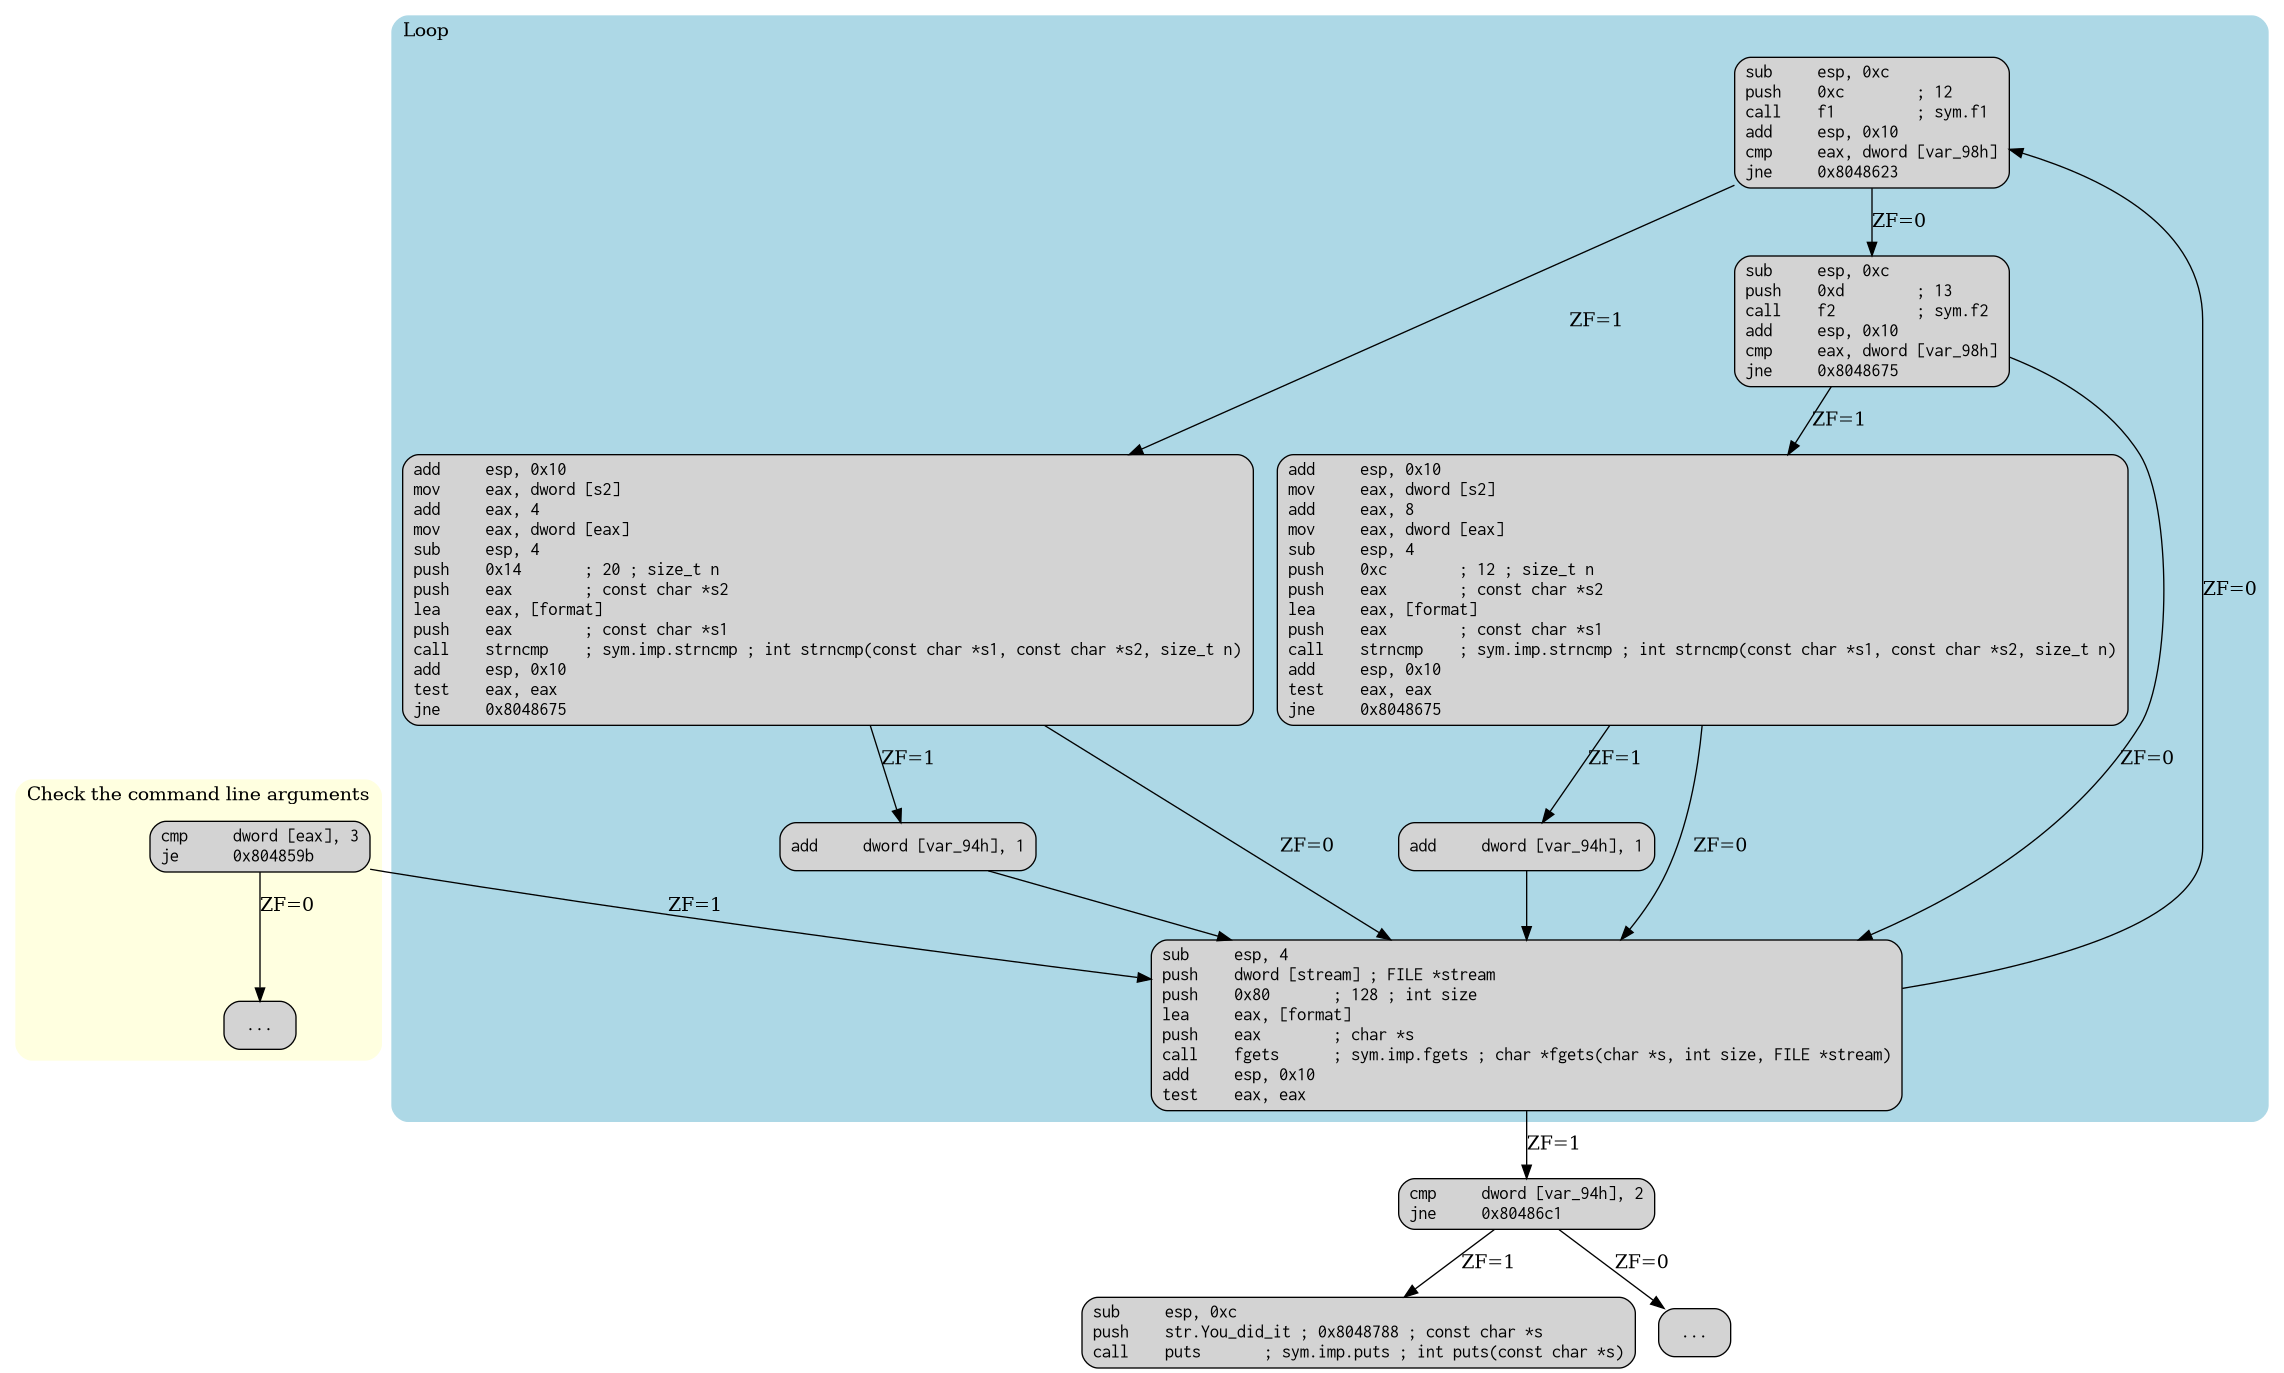 Loop
sub     esp, 0xc
push    0xc        ; 12
call    f1         ; sym.f1
add     esp, 0x10
cmp     eax, dword [var_98h]
jne     0x8048623
ZF=0
sub     esp, 0xc
push    0xd        ; 13
call    f2         ; sym.f2
add     esp, 0x10
cmp     eax, dword [var_98h]
jne     0x8048675
ZF=1
ZF=1
add     esp, 0x10
mov     eax, dword [s2]
add     eax, 4
mov     eax, dword [eax]
sub     esp, 4
push    0x14       ; 20 ; size_t n
push    eax        ; const char *s2
lea     eax, [format]
push    eax        ; const char *s1
call    strncmp    ; sym.imp.strncmp ; int strncmp(const char *s1, const char *s2, size_t n)
add     esp, 0x10
test    eax, eax
jne     0x8048675
add     esp, 0x10
mov     eax, dword [s2]
add     eax, 8
mov     eax, dword [eax]
sub     esp, 4
push    0xc        ; 12 ; size_t n
push    eax        ; const char *s2
lea     eax, [format]
push    eax        ; const char *s1
call    strncmp    ; sym.imp.strncmp ; int strncmp(const char *s1, const char *s2, size_t n)
add     esp, 0x10
test    eax, eax
jne     0x8048675
ZF=0
ZF=1
ZF=1
ZF=0
Check the command line arguments
cmp     dword [eax], 3
je      0x804859b
add     dword [var_94h], 1
ZF=0
add     dword [var_94h], 1
ZF=0
ZF=0
ZF=1
...
sub     esp, 4
push    dword [stream] ; FILE *stream
push    0x80       ; 128 ; int size
lea     eax, [format]
push    eax        ; char *s
call    fgets      ; sym.imp.fgets ; char *fgets(char *s, int size, FILE *stream)
add     esp, 0x10
test    eax, eax
ZF=1
cmp     dword [var_94h], 2
jne     0x80486c1
ZF=1
ZF=0
sub     esp, 0xc
push    str.You_did_it ; 0x8048788 ; const char *s
call    puts       ; sym.imp.puts ; int puts(const char *s)
...